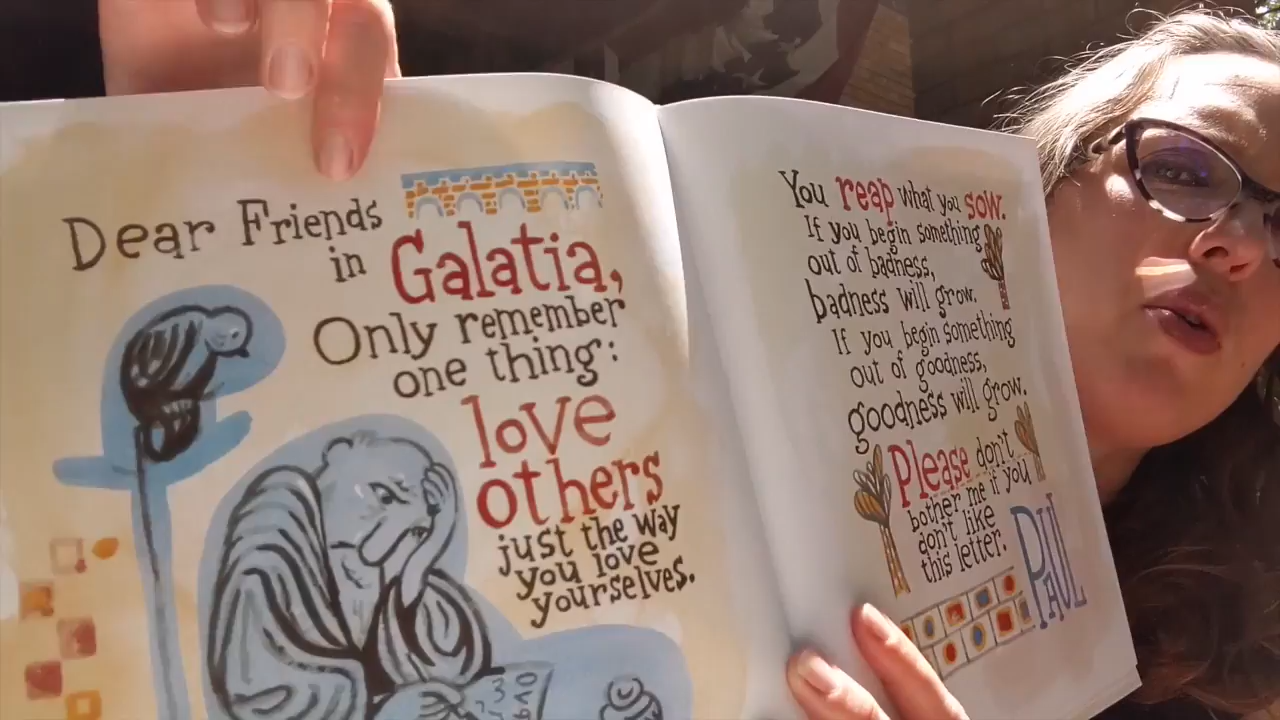 Dear Friends
in Galatia,
Only remember
one thing:
love
others
just the way
you love
yourselves.
You reap what you sow.
If you begin something
out of badness,
badness will grow.
If you begin something
out of goodness,
goodness will grow.
Please don't
bother me if you
don't like
this letter.
PAUL